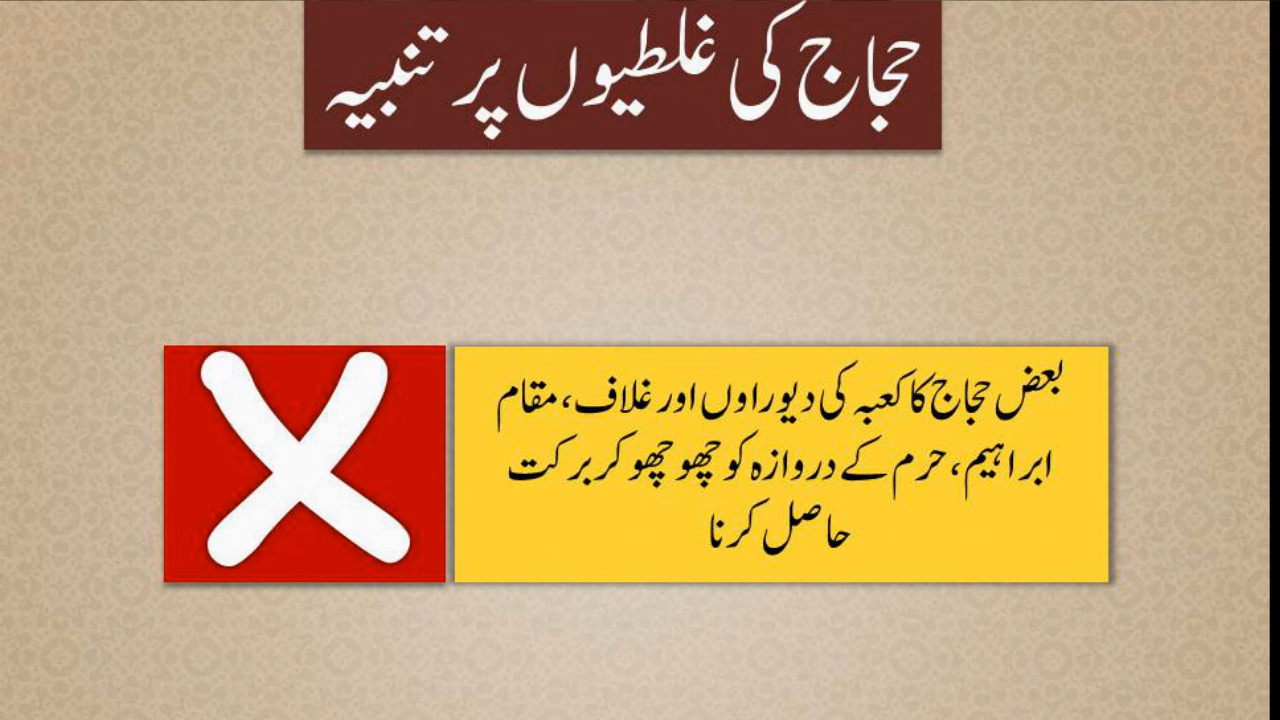 حجاج کی غلطیوں پر تنبیہ
بعض حجاج کا کعبہ کی دیوراوں اور غلاف، مقام
ابراہیم، حرم کے دروازہ کو چھو چھو کر برکت
حاصل کرنا